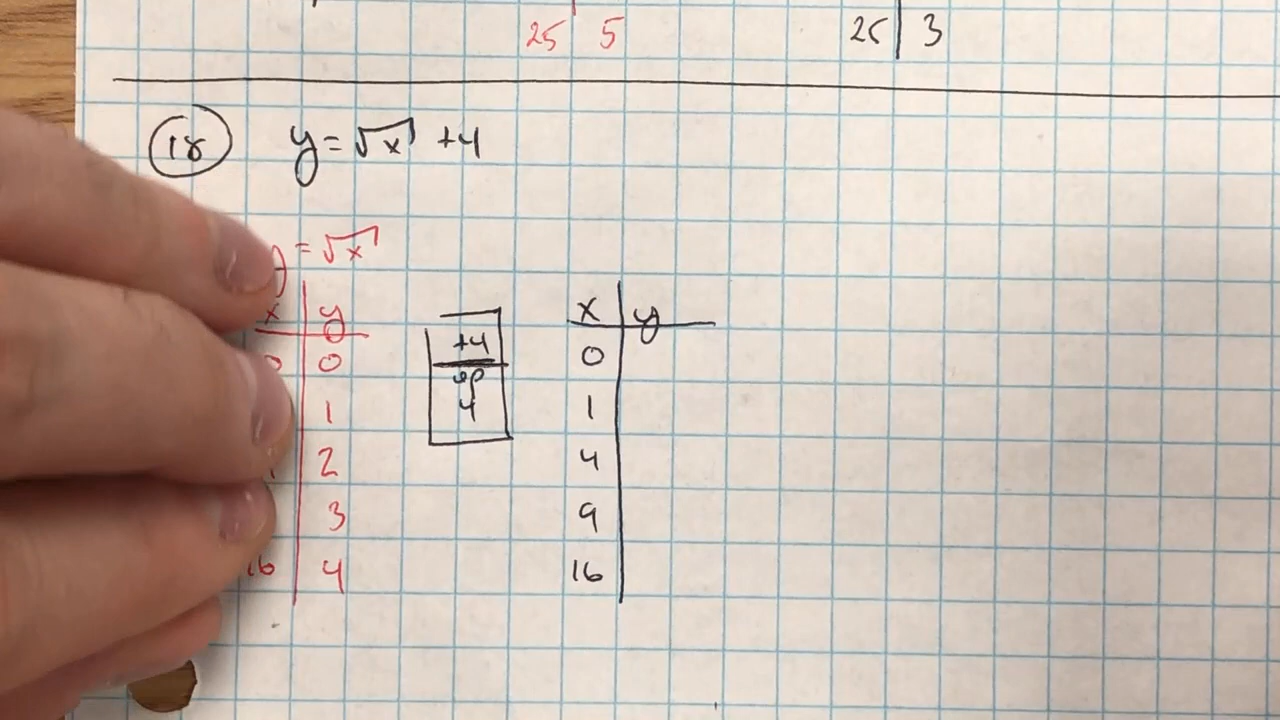 25 | 5 25 | 3
18 y = √x + 4
y = √x
x | y +4 x | y
0 | 0 up 0
1 4 1
2 4
3 9
16 | 4 16